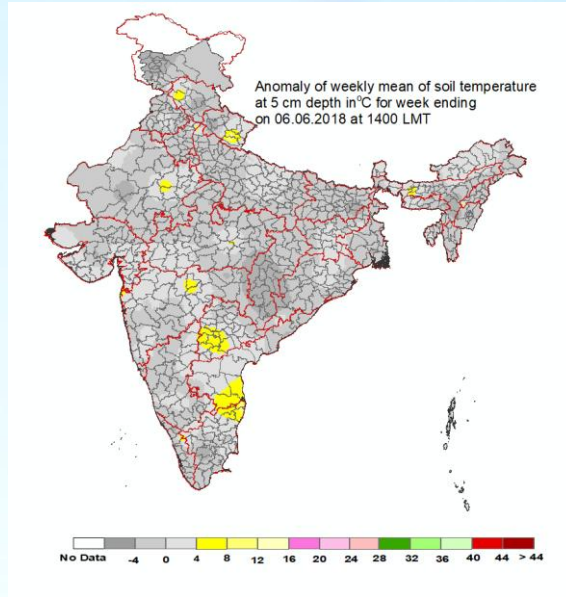 Anomaly of weekly mean of soil temperature
at 5 cm depth in°C for week ending
on 06.06.2018 at 1400 LMT
No Data -4 0 4 8 12 16 20 24 28 32 36 40 44 > 44